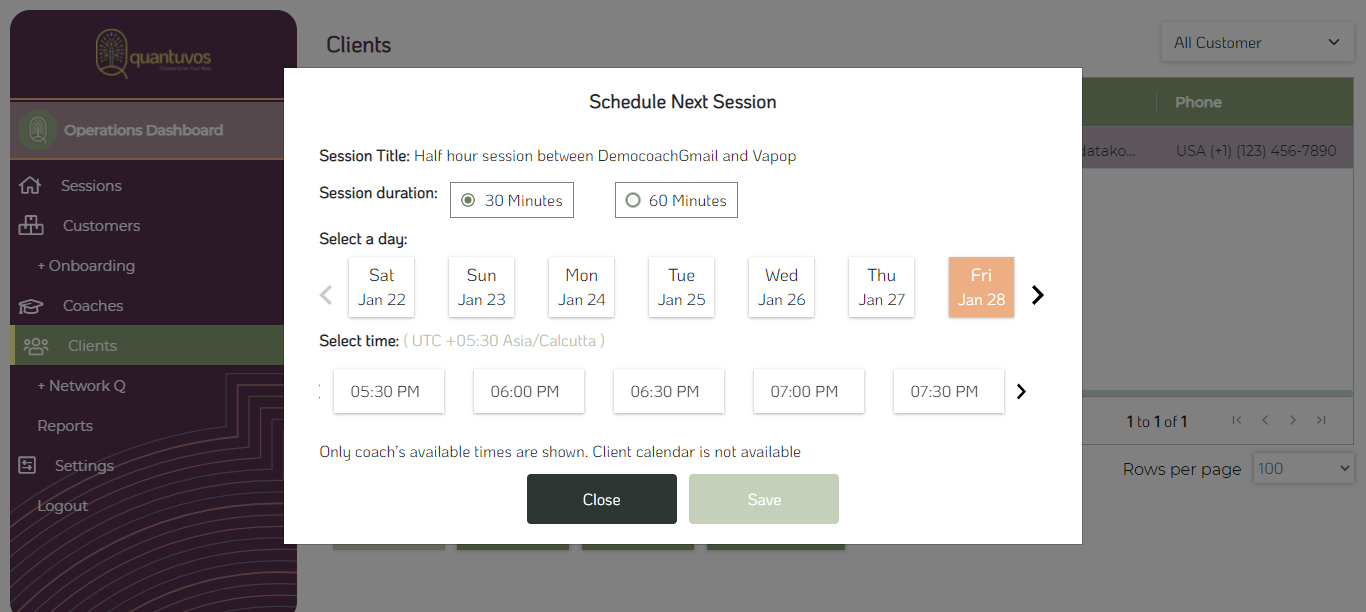 quantuvos
Operations Dashboard
Sessions
Customers
+ Onboarding
Coaches
Clients
+ Network Q
Reports
Settings
Logout
Clients
All Customer
Phone
datako...
USA (+1) (123) 456-7890
1 to 1 of 1
Rows per page
100
Schedule Next Session
Session Title: Half hour session between DemocoachGmail and Vapop
Session duration:
30 Minutes
60 Minutes
Select a day:
Sat
Jan 22
Sun
Jan 23
Mon
Jan 24
Tue
Jan 25
Wed
Jan 26
Thu
Jan 27
Fri
Jan 28
Select time: ( UTC +05:30 Asia/Calcutta )
05:30 PM
06:00 PM
06:30 PM
07:00 PM
07:30 PM
Only coach's available times are shown. Client calendar is not available
Close
Save